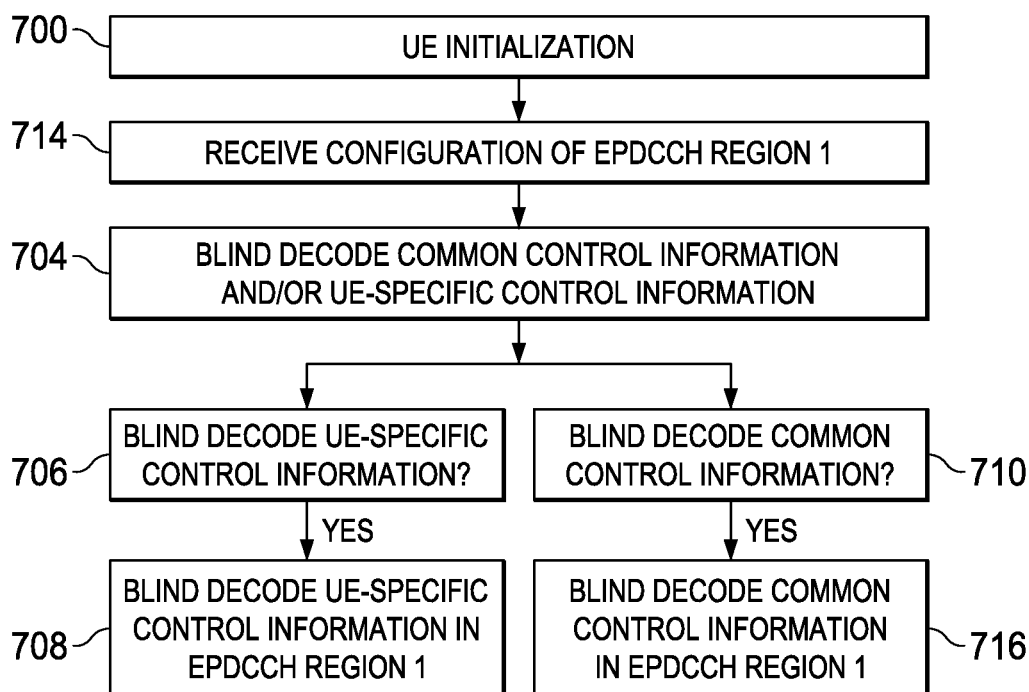 700
UE INITIALIZATION
714
RECEIVE CONFIGURATION OF EPDCCH REGION 1
704
BLIND DECODE COMMON CONTROL INFORMATION
AND/OR UE-SPECIFIC CONTROL INFORMATION
706
BLIND DECODE UE-SPECIFIC
CONTROL INFORMATION?
BLIND DECODE COMMON
CONTROL INFORMATION?
710
YES
YES
708
BLIND DECODE UE-SPECIFIC
CONTROL INFORMATION IN
EPDCCH REGION 1
BLIND DECODE COMMON
CONTROL INFORMATION
IN EPDCCH REGION 1
716